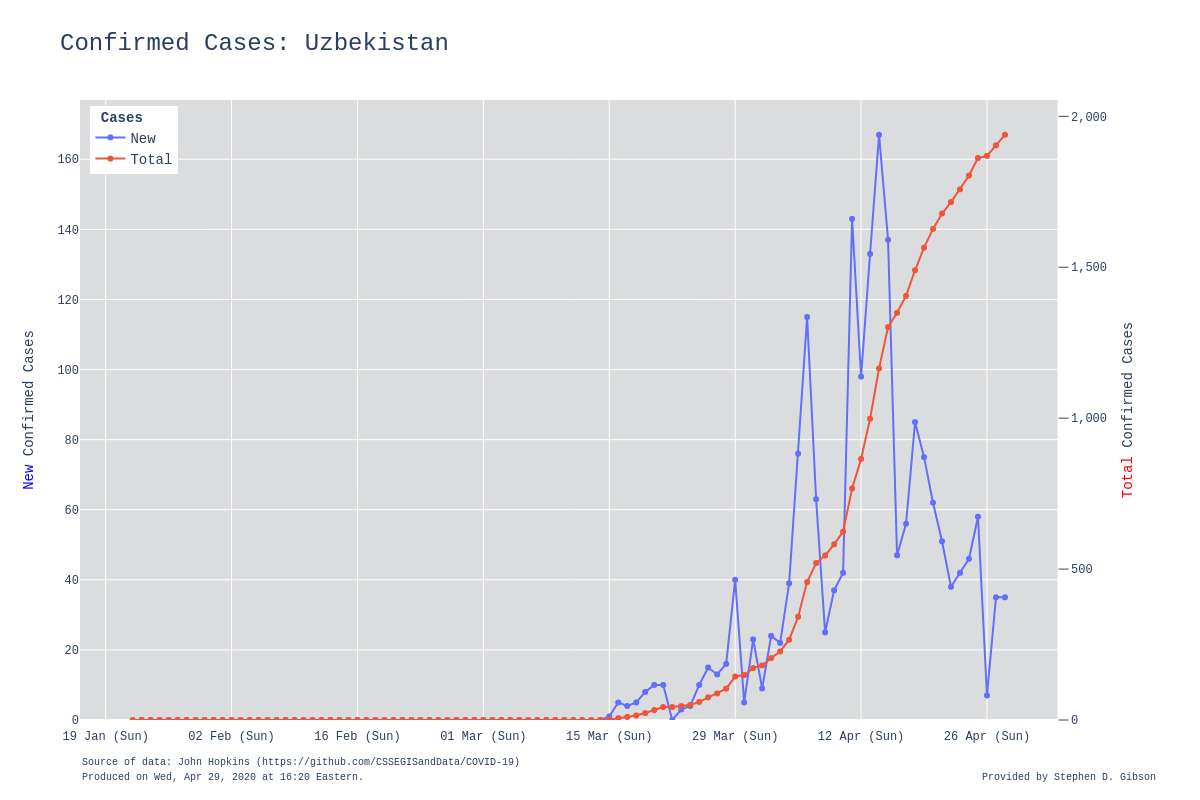 Confirmed Cases: Uzbekistan
Cases
New
Total
160
140
120
100
80
60
40
20
0
New Confirmed Cases
2,000
1,500
1,000
500
0
Total Confirmed Cases
19 Jan (Sun)
02 Feb (Sun)
16 Feb (Sun)
01 Mar (Sun)
15 Mar (Sun)
29 Mar (Sun)
12 Apr (Sun)
26 Apr (Sun)
Source of data: John Hopkins (https://github.com/CSSEGISandData/COVID-19)
Produced on Wed, Apr 29, 2020 at 16:20 Eastern.
Provided by Stephen D. Gibson